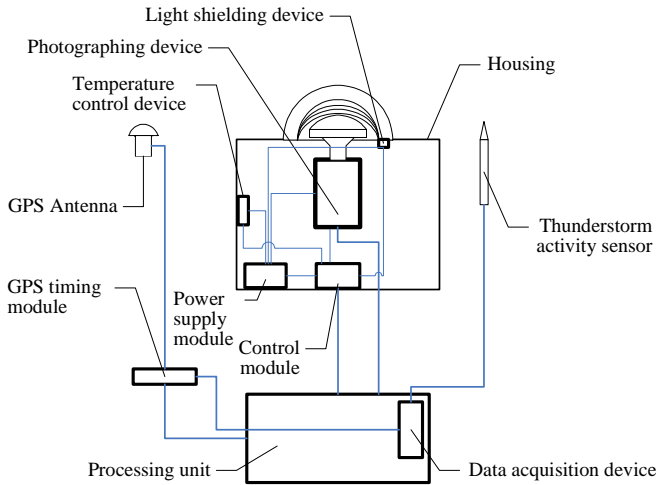 Light shielding device
Photographing device
Housing
Temperature
control device
GPS Antenna
Thunderstorm
activity sensor
GPS timing
module
Power
supply
module
Control
module
Processing unit
Data acquisition device